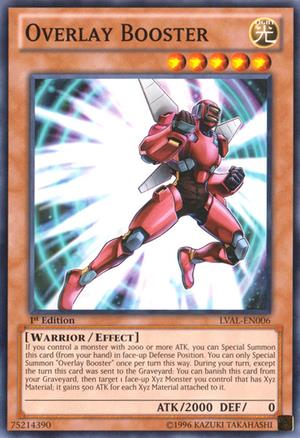 OVERLAY BOOSTER
LIGHT
光
1st Edition
LVAL-EN006
[WARRIOR / EFFECT]
If you control a monster with 2000 or more ATK, you can Special Summon
this card (from your hand) in face-up Defense Position. You can only Special
Summon "Overlay Booster" once per turn this way. During your turn, except
the turn this card was sent to the Graveyard: You can banish this card from
your Graveyard, then target 1 face-up Xyz Monster you control that has Xyz
Material; it gains 500 ATK for each Xyz Material attached to it.
ATK/2000 DEF/ 0
75214390
©1996 KAZUKI TAKAHASHI